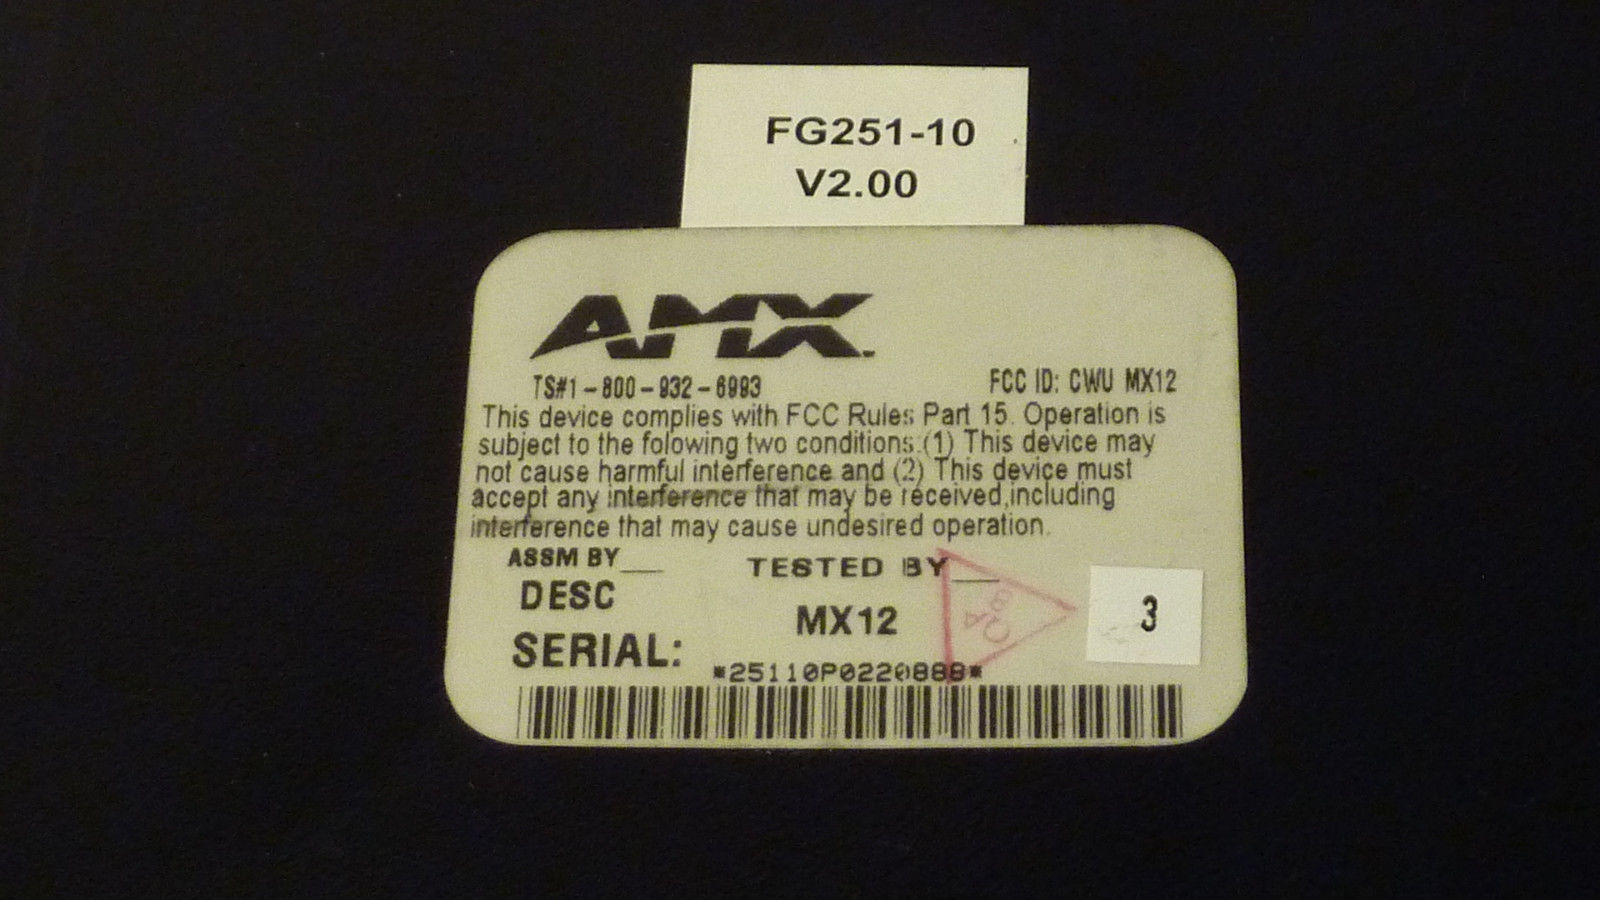 FG251-10
V2.00
AMX
TS#1-800-932-6993 FCC ID: CWU MX12
This device complies with FCC Rules Part 15. Operation is
subject to the folowing two conditions:(1) This device may
not cause harmful interference and (2) This device must
accept any interference that may be received,including
interference that may cause undesired operation.
ASSM BY___ TESTED BY___
DESC MX12 3
SERIAL: *25110P0220888*